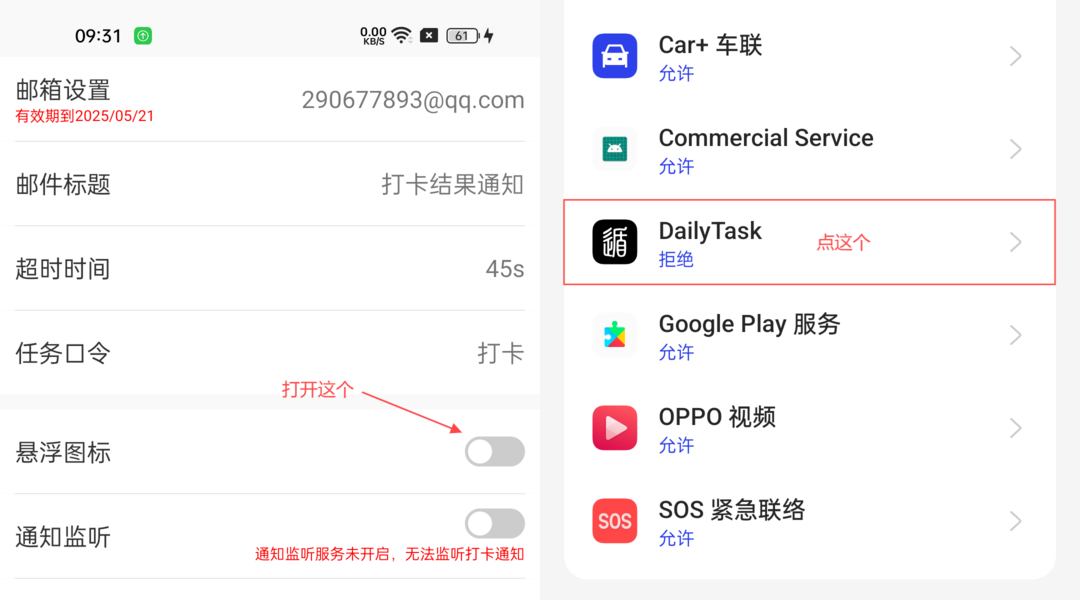 09:31
0.00
KB/S
61
邮箱设置
290677893@qq.com
有效期到2025/05/21
邮件标题
打卡结果通知
超时时间
45s
任务口令
打卡
打开这个
悬浮图标
通知监听
通知监听服务未开启，无法监听打卡通知
Car+ 车联
允许
Commercial Service
允许
遁
DailyTask
点这个
拒绝
Google Play 服务
允许
OPPO 视频
允许
SOS
SOS 紧急联络
允许